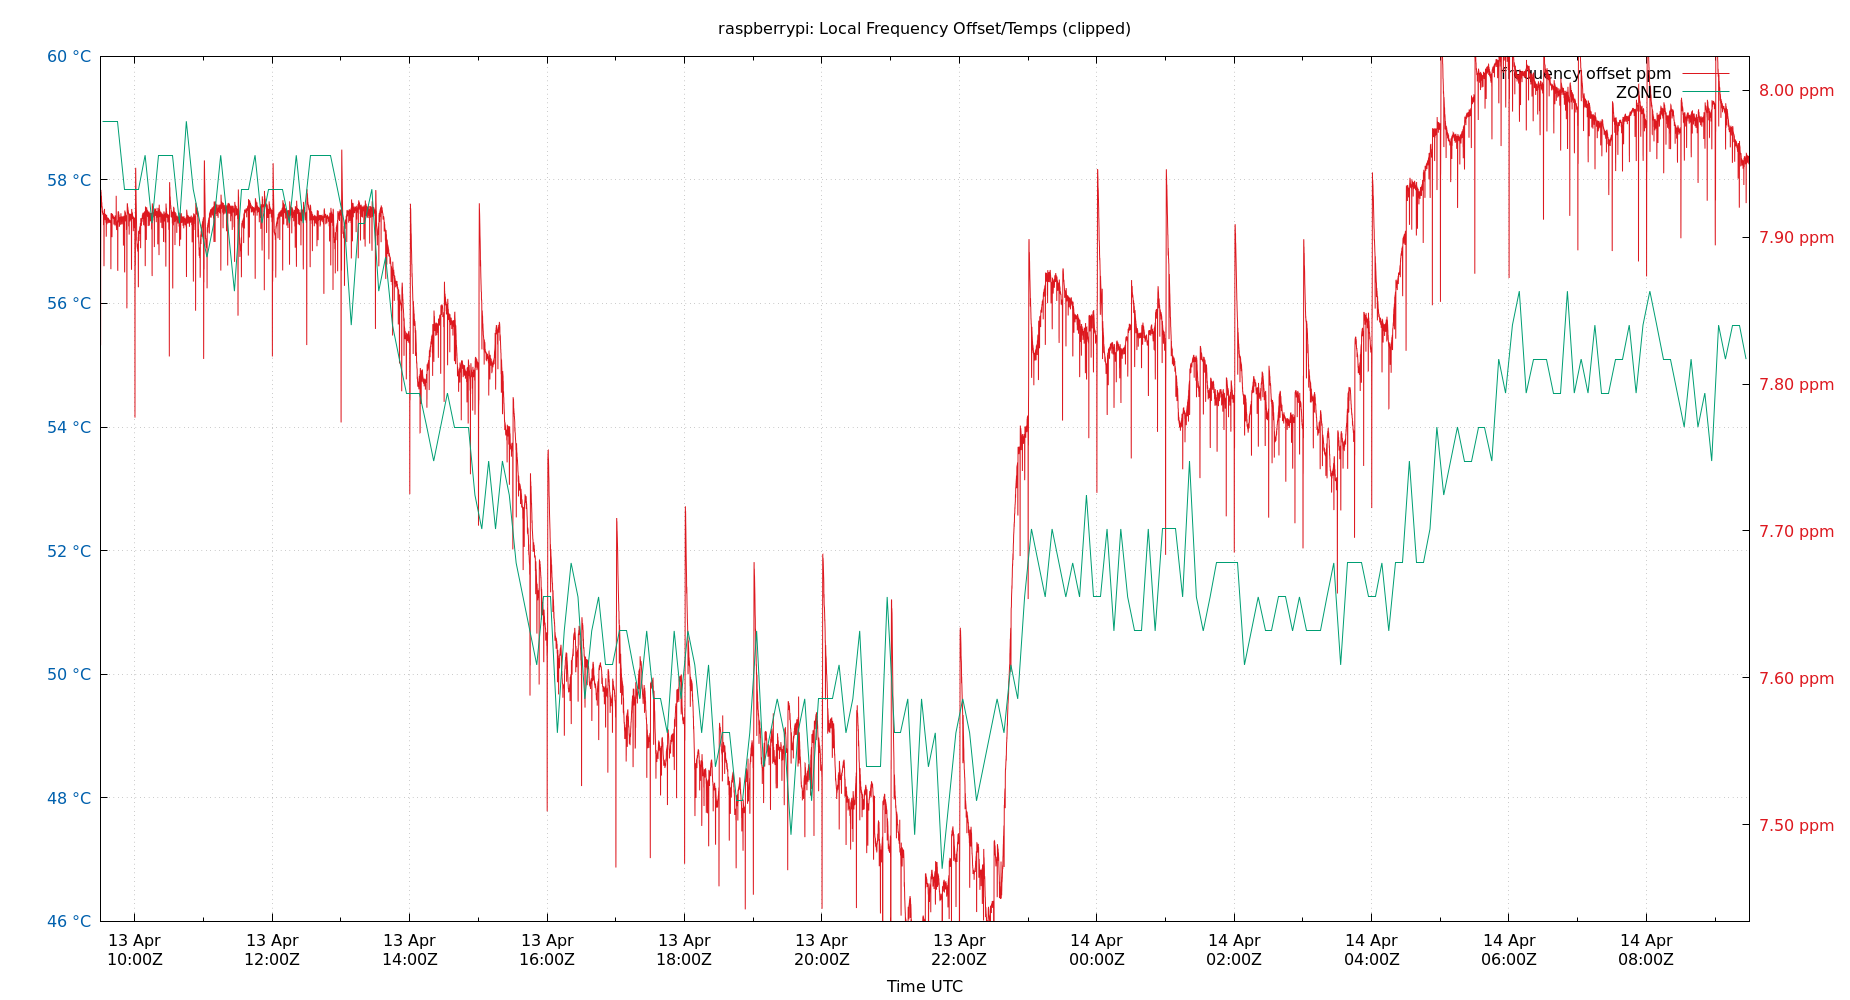 raspberrypi: Local Frequency Offset/Temps (clipped)
60 °C
58 °C
56 °C
54 °C
52 °C
50 °C
48 °C
46 °C
frequency offset ppm
ZONE0
8.00 ppm
7.90 ppm
7.80 ppm
7.70 ppm
7.60 ppm
7.50 ppm
13 Apr 13 Apr 13 Apr 13 Apr 13 Apr 13 Apr 13 Apr 14 Apr 14 Apr 14 Apr 14 Apr 14 Apr
10:00Z 12:00Z 14:00Z 16:00Z 18:00Z 20:00Z 22:00Z 00:00Z 02:00Z 04:00Z 06:00Z 08:00Z
Time UTC